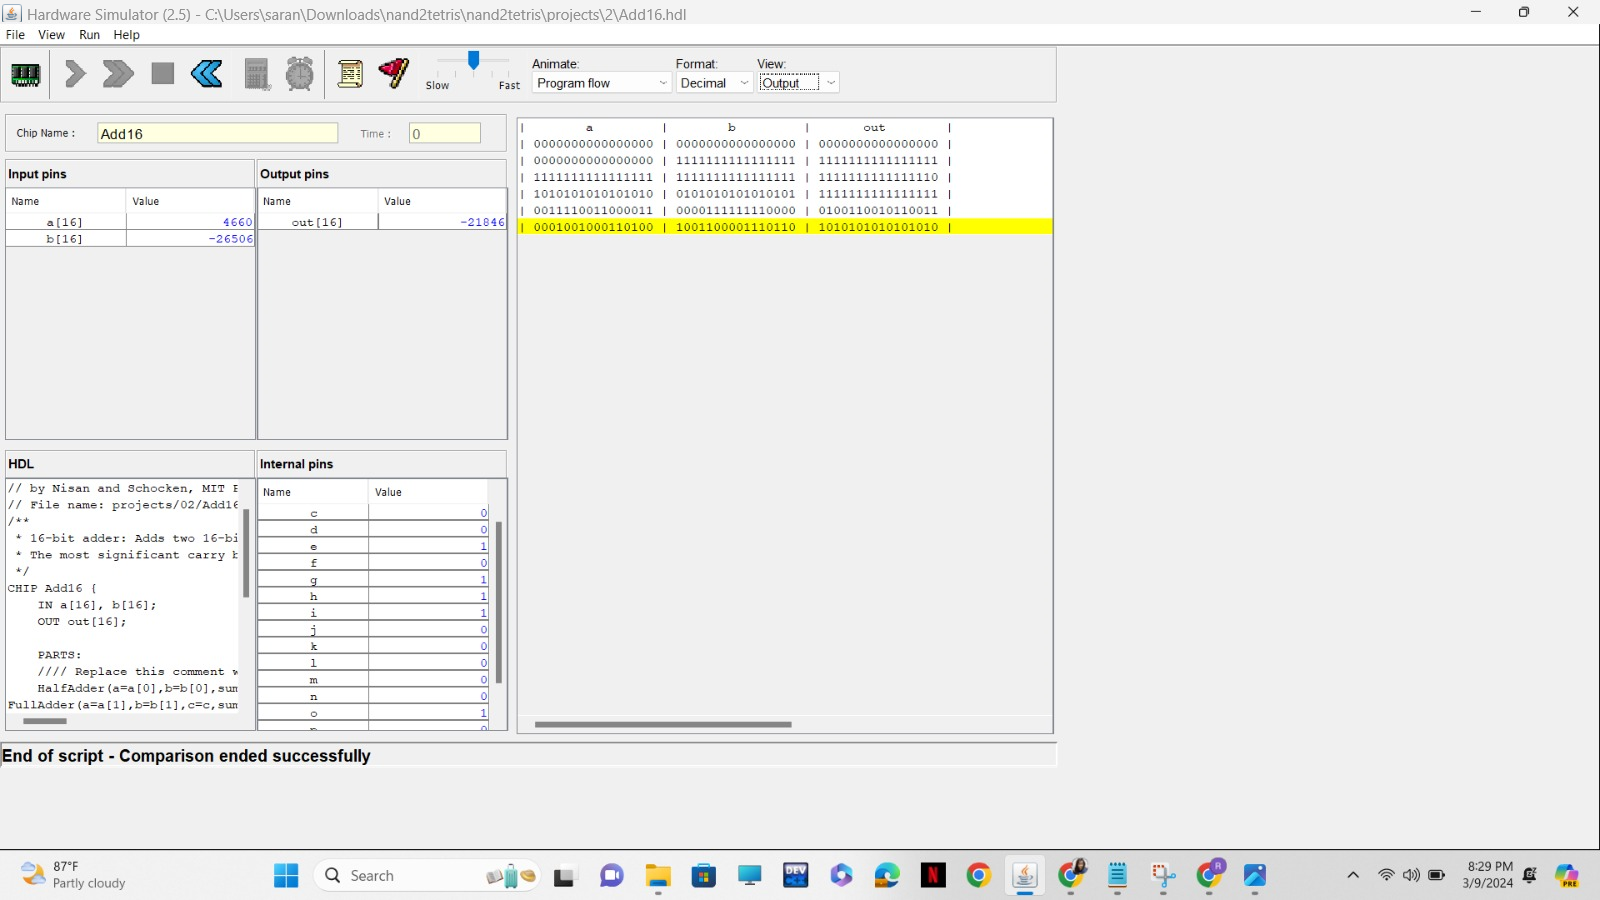 Hardware Simulator (2.5) - C:\Users\saran\Downloads\nand2tetris\nand2tetris\projects\2\Add16.hdl
File View Run Help
Animate: Format: View:
Slow Fast Program flow Decimal Output
Chip Name : Add16 Time : 0
Input pins
Name Value
a[16] 4660
b[16] -26506
Output pins
Name Value
out[16] -21846
| a | b | out |
| 0000000000000000 | 0000000000000000 | 0000000000000000 |
| 0000000000000000 | 1111111111111111 | 1111111111111111 |
| 1111111111111111 | 1111111111111111 | 1111111111111110 |
| 1010101010101010 | 0101010101010101 | 1111111111111111 |
| 0011110011000011 | 0000111111110000 | 0100110010110011 |
| 0001001000110100 | 1001100001110110 | 1010101010101010 |
HDL
// by Nisan and Schocken, MIT
// File name: projects/02/Add16
/**
* 16-bit adder: Adds two 16-bi
* The most significant carry
*/
CHIP Add16 {
IN a[16], b[16];
OUT out[16];
PARTS:
//// Replace this comment
HalfAdder(a=a[0],b=b[0],sum
FullAdder(a=a[1],b=b[1],c=c,sum
Internal pins
Name Value
c 0
d 0
e 1
f 0
g 1
h 1
i 1
j 0
k 0
l 0
m 0
n 0
o 1
End of script - Comparison ended successfully
87°F
Partly cloudy
Search
DEV
N
R
8:29 PM
3/9/2024
PRE